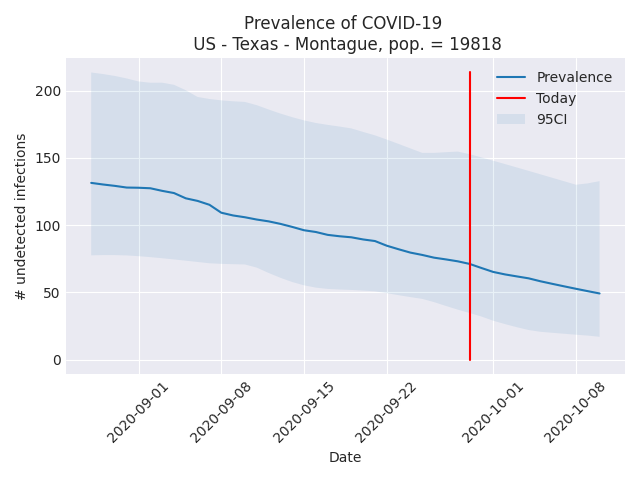 Prevalence of COVID-19
US - Texas - Montague, pop. = 19818
Prevalence
Today
95CI
# undetected infections
200
150
100
50
0
2020-09-01
2020-09-08
2020-09-15
2020-09-22
2020-10-01
2020-10-08
Date